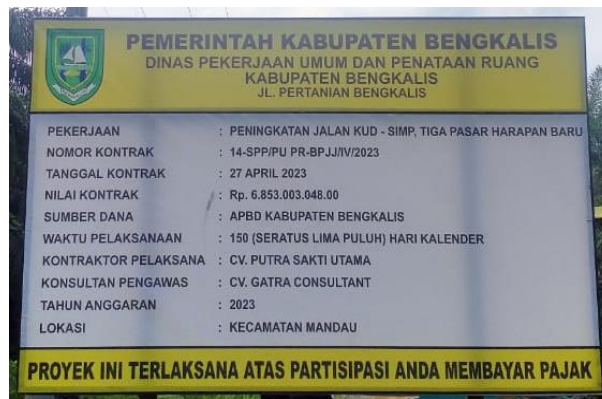 PEMERINTAH KABUPATEN BENGKALIS
DINAS PEKERJAAN UMUM DAN PENATAAN RUANG
KABUPATEN BENGKALIS
JL. PERTANIAN BENGKALIS
PEKERJAAN : PENINGKATAN JALAN KUD - SIMP, TIGA PASAR HARAPAN BARU
NOMOR KONTRAK : 14-SPP/PU PR-BPJJ/IV/2023
TANGGAL KONTRAK : 27 APRIL 2023
NILAI KONTRAK : Rp. 6.853.003.048.00
SUMBER DANA : APBD KABUPATEN BENGKALIS
WAKTU PELAKSANAAN : 150 (SERATUS LIMA PULUH) HARI KALENDER
KONTRAKTOR PELAKSANA : CV. PUTRA SAKTI UTAMA
KONSULTAN PENGAWAS : CV. GATRA CONSULTANT
TAHUN ANGGARAN : 2023
LOKASI : KECAMATAN MANDAU
PROYEK INI TERLAKSANA ATAS PARTISIPASI ANDA MEMBAYAR PAJAK